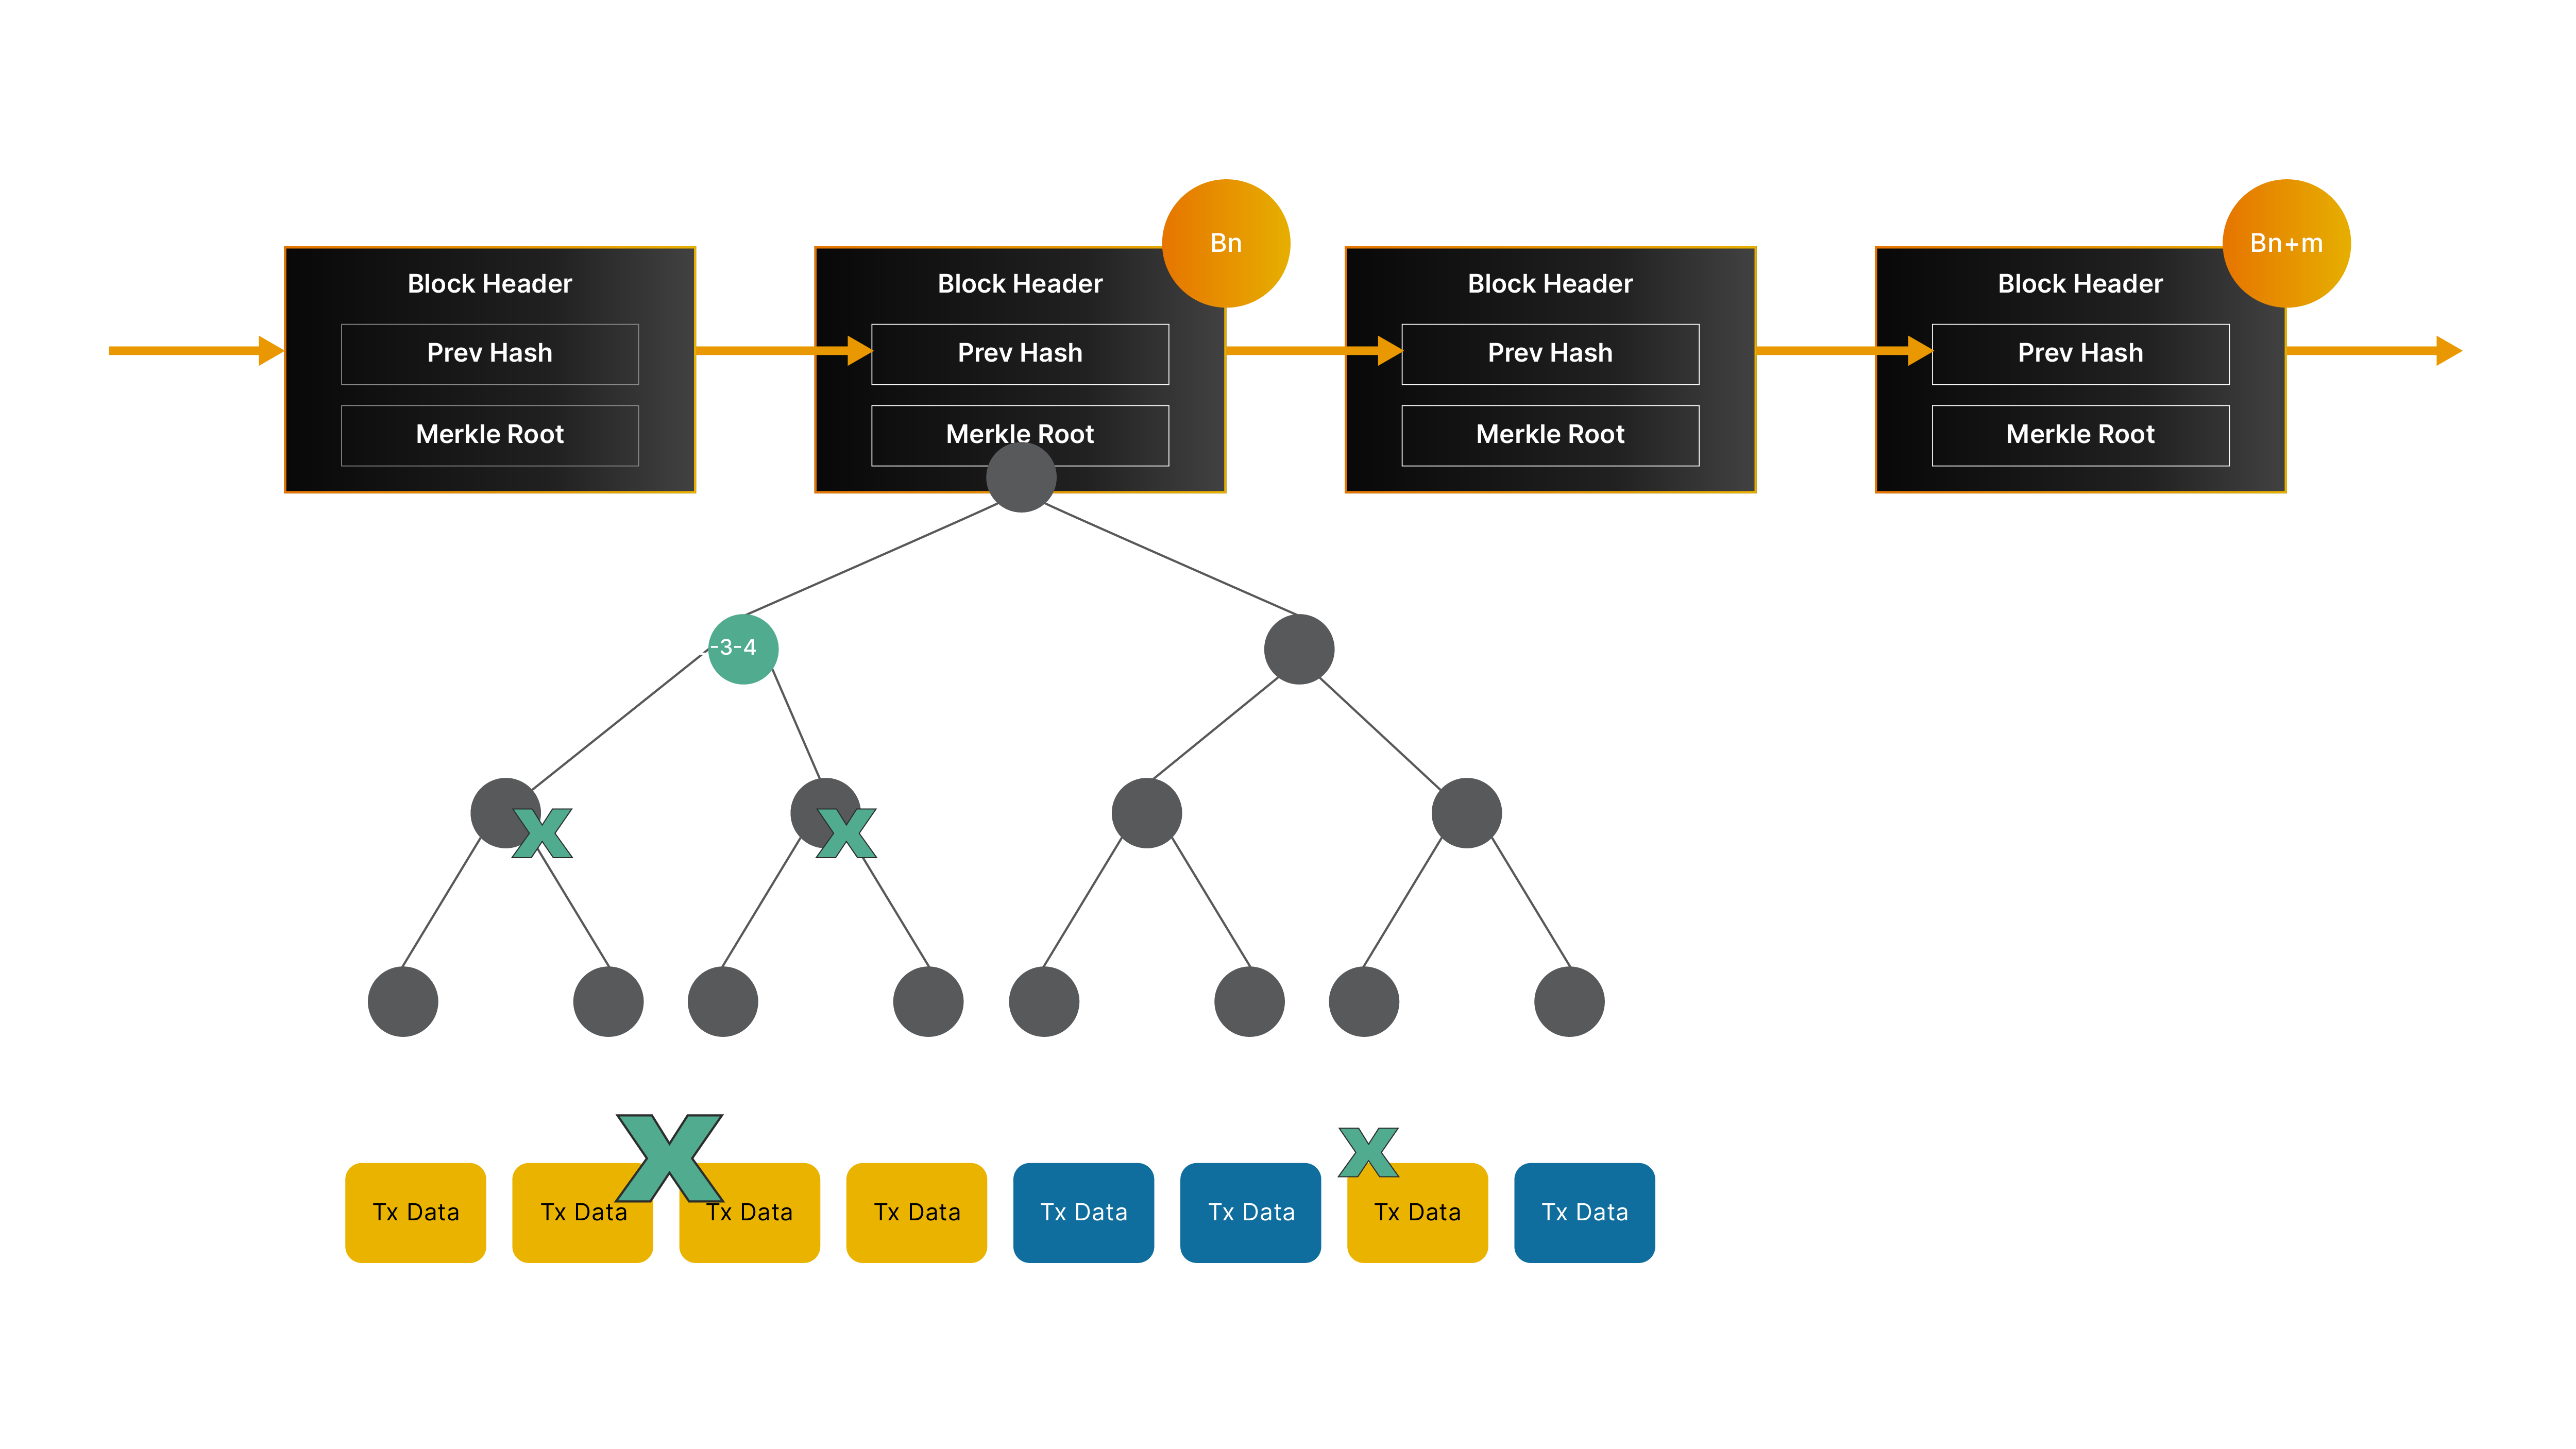 Bn
Bn+m
Block Header
Block Header
Block Header
Block Header
Prev Hash
Prev Hash
Prev Hash
Prev Hash
Merkle Root
Merkle Root
Merkle Root
Merkle Root
-3-4
X
X
X
X
Tx Data
Tx Data
Tx Data
Tx Data
Tx Data
Tx Data
Tx Data
Tx Data